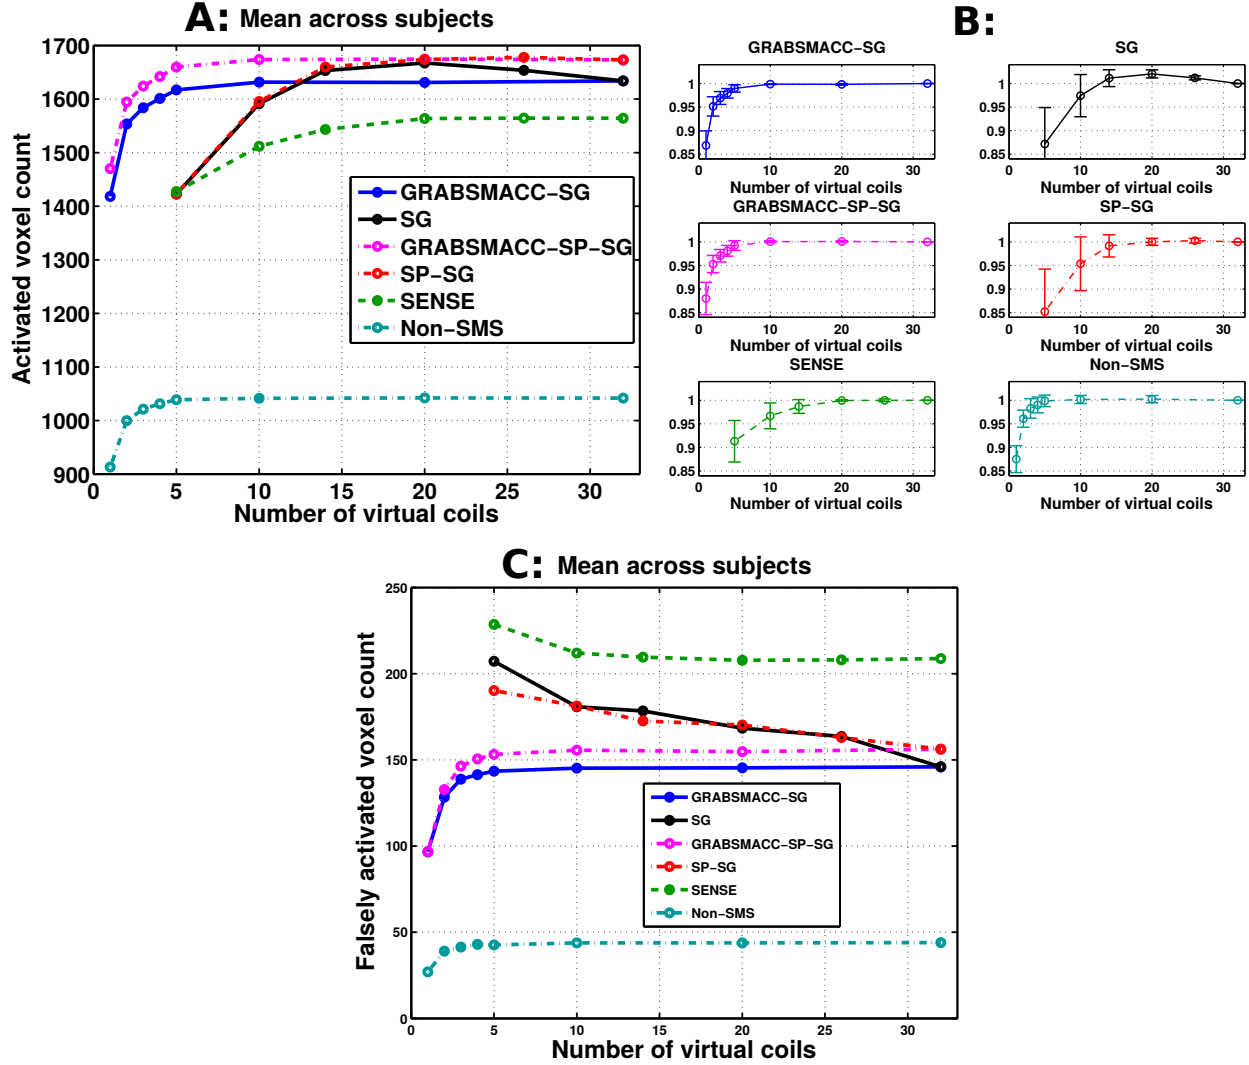 A: Mean across subjects
1700
1600
1500
1400
1300
1200
1100
1000
900
0 5 10 15 20 25 30
Activated voxel count
Number of virtual coils
GRABSMACC-SG
SG
GRABSMACC-SP-SG
SP-SG
SENSE
Non-SMS
B:
GRABSMACC-SG
1
0.95
0.9
0.85
0 10 20 30
Number of virtual coils
SG
1
0.95
0.9
0.85
0 10 20 30
Number of virtual coils
GRABSMACC-SP-SG
1
0.95
0.9
0.85
0 10 20 30
Number of virtual coils
SP-SG
1
0.95
0.9
0.85
0 10 20 30
Number of virtual coils
SENSE
1
0.95
0.9
0.85
0 10 20 30
Number of virtual coils
Non-SMS
1
0.95
0.9
0.85
0 10 20 30
Number of virtual coils
C: Mean across subjects
250
200
150
100
50
0
0 5 10 15 20 25 30
Falsely activated voxel count
Number of virtual coils
GRABSMACC-SG
SG
GRABSMACC-SP-SG
SP-SG
SENSE
Non-SMS